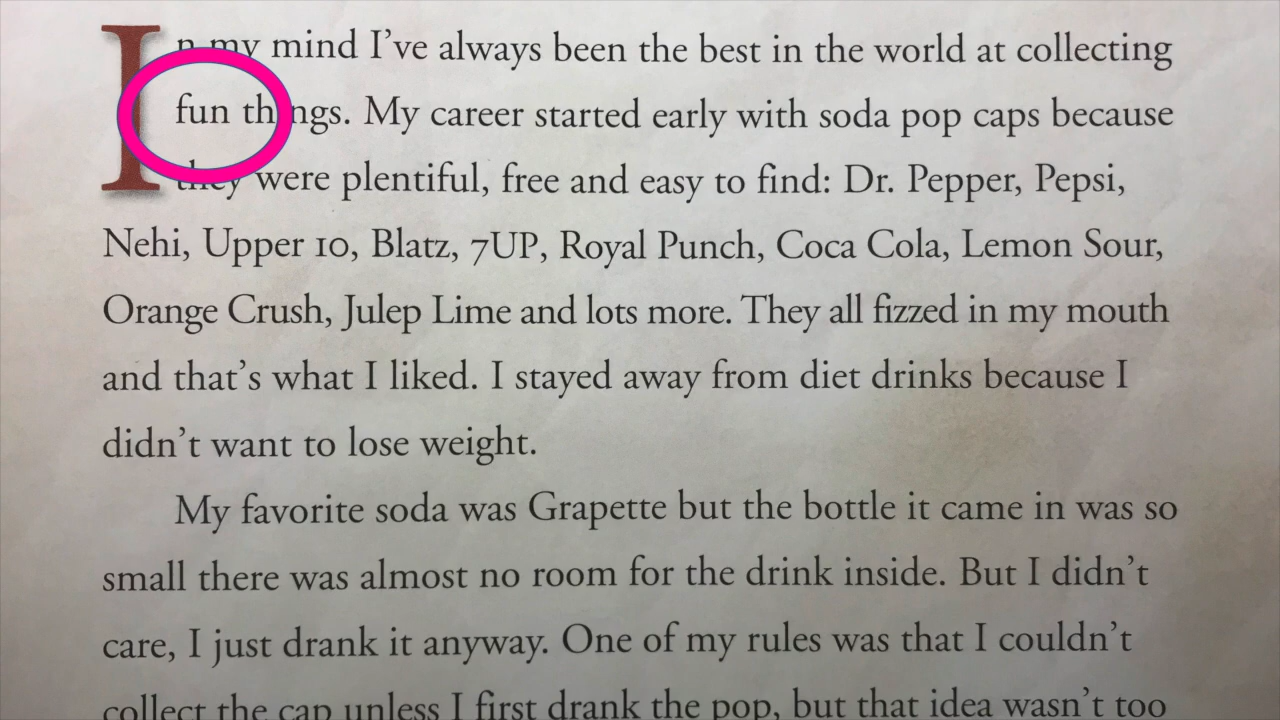 In my mind I've always been the best in the world at collecting
fun things. My career started early with soda pop caps because
they were plentiful, free and easy to find: Dr. Pepper, Pepsi,
Nehi, Upper 10, Blatz, 7UP, Royal Punch, Coca Cola, Lemon Sour,
Orange Crush, Julep Lime and lots more. They all fizzed in my mouth
and that's what I liked. I stayed away from diet drinks because I
didn't want to lose weight.
My favorite soda was Grapette but the bottle it came in was so
small there was almost no room for the drink inside. But I didn't
care, I just drank it anyway. One of my rules was that I couldn't
collect the cap unless I first drank the pop, but that idea wasn't too